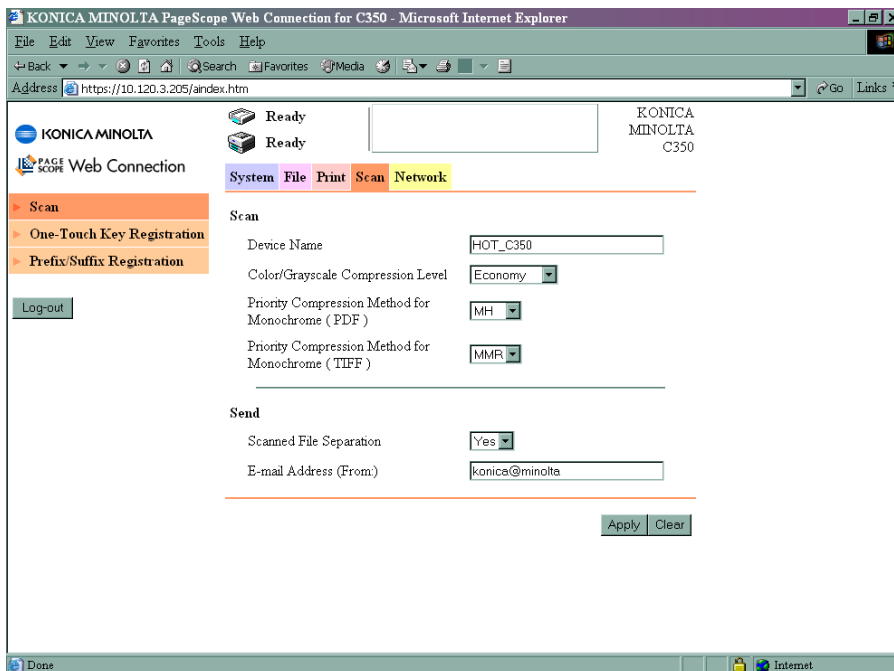 KONICA MINOLTA PageScope Web Connection for C350 - Microsoft Internet Explorer
File Edit View Favorites Tools Help
Back Search Favorites Media
Address https://10.120.3.205/aindex.htm Go Links
KONICA MINOLTA
PAGE SCOPE Web Connection
Scan
One-Touch Key Registration
Prefix/Suffix Registration
Log-out
Ready
Ready
KONICA
MINOLTA
C350
System File Print Scan Network
Scan
Device Name HOT_C350
Color/Grayscale Compression Level Economy
Priority Compression Method for
Monochrome ( PDF ) MH
Priority Compression Method for
Monochrome ( TIFF ) MMR
Send
Scanned File Separation Yes
E-mail Address (From:) konica@minolta
Apply Clear
Done Internet